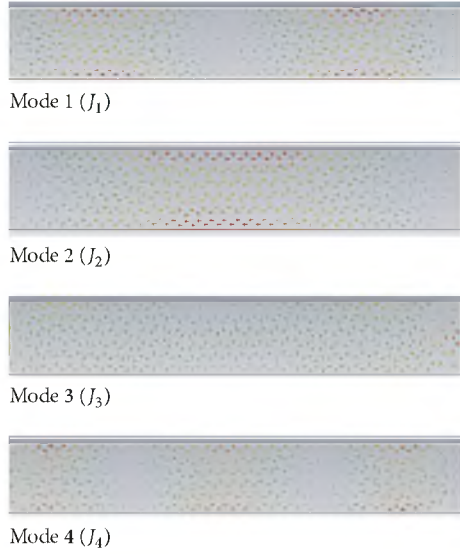 Mode 1 (J₁)
Mode 2 (J₂)
Mode 3 (J₃)
Mode 4 (J₄)